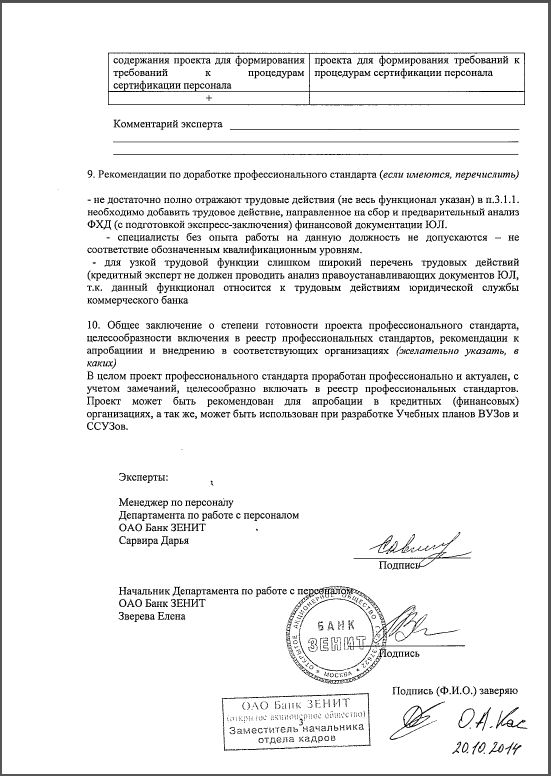 содержания проекта для формирования требований к процедурам сертификации персонала
проекта для формирования требований к процедурам сертификации персонала
+
Комментарий эксперта
9. Рекомендации по доработке профессионального стандарта (если имеются, перечислить)
- не достаточно полно отражают трудовые действия (не весь функционал указан) в п.3.1.1.
необходимо добавить трудовое действие, направленное на сбор и предварительный анализ
ФХД (с подготовкой экспресс-заключения) финансовой документации ЮЛ.
- специалисты без опыта работы на данную должность не допускаются – не
соответствие обозначенным квалификационным уровням.
- для узкой трудовой функции слишком широкий перечень трудовых действий
(кредитный эксперт не должен проводить анализ правоустанавливающих документов ЮЛ,
т.к. данный функционал относится к трудовым действиям юридической службы
коммерческого банка
10. Общее заключение о степени готовности проекта профессионального стандарта,
целесообразности включения в реестр профессиональных стандартов, рекомендации к
апробациии и внедрению в соответствующих организациях (желательно указать, в
каких)
В целом проект профессионального стандарта проработан профессионально и актуален, с
учетом замечаний, целесообразно включать в реестр профессиональных стандартов.
Проект может быть рекомендован для апробации в кредитных (финансовых)
организациях, а так же, может быть использован при разработке Учебных планов ВУЗов и
ССУЗов.
Эксперты:
Менеджер по персоналу
Департамента по работе с персоналом
ОАО Банк ЗЕНИТ
Сарвира Дарья
Подпись
Начальник Департамента по работе с персоналом
ОАО Банк ЗЕНИТ
Зверева Елена
БАНК
ЗЕНИТ
МОСКВА
ОТКРЫТОЕ АКЦИОНЕРНОЕ ОБЩЕСТВО
Подпись
Подпись (Ф.И.О.) заверяю
ОАО Банк ЗЕНИТ
(открытое акционерное общество)
3
Заместитель начальника
отдела кадров
О.А.Кас
20.10.2014